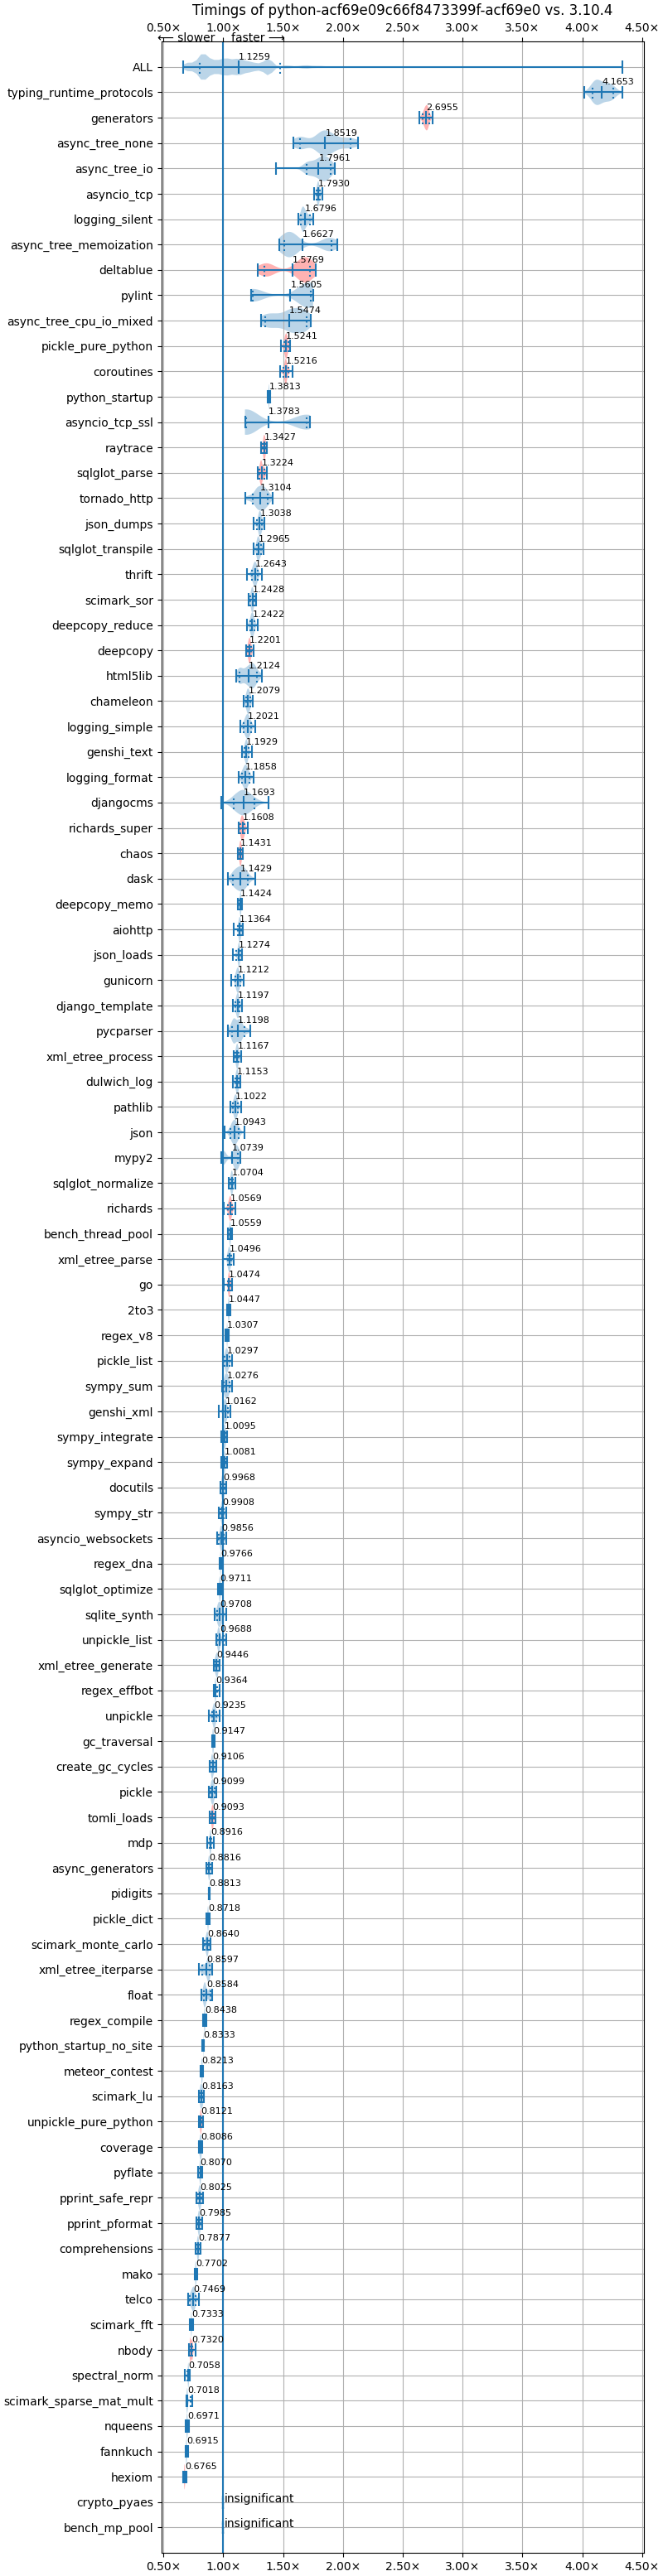 Timings of python-acf69e09c66f8473399f-acf69e0 vs. 3.10.4
0.50× 1.00× 1.50× 2.00× 2.50× 3.00× 3.50× 4.00× 4.50×
← slower faster →
ALL 1.1259
typing_runtime_protocols 4.1653
generators 2.6955
async_tree_none 1.8519
async_tree_io 1.7961
asyncio_tcp 1.7930
logging_silent 1.6796
async_tree_memoization 1.6627
deltablue 1.5769
pylint 1.5605
async_tree_cpu_io_mixed 1.5474
pickle_pure_python 1.5241
coroutines 1.5216
python_startup 1.3813
asyncio_tcp_ssl 1.3783
raytrace 1.3427
sqlglot_parse 1.3224
tornado_http 1.3104
json_dumps 1.3038
sqlglot_transpile 1.2965
thrift 1.2643
scimark_sor 1.2428
deepcopy_reduce 1.2422
deepcopy 1.2201
html5lib 1.2124
chameleon 1.2079
logging_simple 1.2021
genshi_text 1.1929
logging_format 1.1858
djangocms 1.1693
richards_super 1.1608
chaos 1.1431
dask 1.1429
deepcopy_memo 1.1424
aiohttp 1.1364
json_loads 1.1274
gunicorn 1.1212
django_template 1.1197
pycparser 1.1198
xml_etree_process 1.1167
dulwich_log 1.1153
pathlib 1.1022
json 1.0943
mypy2 1.0739
sqlglot_normalize 1.0704
richards 1.0569
bench_thread_pool 1.0559
xml_etree_parse 1.0496
go 1.0474
2to3 1.0447
regex_v8 1.0307
pickle_list 1.0297
sympy_sum 1.0276
genshi_xml 1.0162
sympy_integrate 1.0095
sympy_expand 1.0081
docutils 0.9968
sympy_str 0.9908
asyncio_websockets 0.9856
regex_dna 0.9766
sqlglot_optimize 0.9711
sqlite_synth 0.9708
unpickle_list 0.9688
xml_etree_generate 0.9446
regex_effbot 0.9364
unpickle 0.9235
gc_traversal 0.9147
create_gc_cycles 0.9106
pickle 0.9099
tomli_loads 0.9093
mdp 0.8916
async_generators 0.8816
pidigits 0.8813
pickle_dict 0.8718
scimark_monte_carlo 0.8640
xml_etree_iterparse 0.8597
float 0.8584
regex_compile 0.8438
python_startup_no_site 0.8333
meteor_contest 0.8213
scimark_lu 0.8163
unpickle_pure_python 0.8121
coverage 0.8086
pyflate 0.8070
pprint_safe_repr 0.8025
pprint_pformat 0.7985
comprehensions 0.7877
mako 0.7702
telco 0.7469
scimark_fft 0.7333
nbody 0.7320
spectral_norm 0.7058
scimark_sparse_mat_mult 0.7018
nqueens 0.6971
fannkuch 0.6915
hexiom 0.6765
crypto_pyaes insignificant
bench_mp_pool insignificant
0.50× 1.00× 1.50× 2.00× 2.50× 3.00× 3.50× 4.00× 4.50×